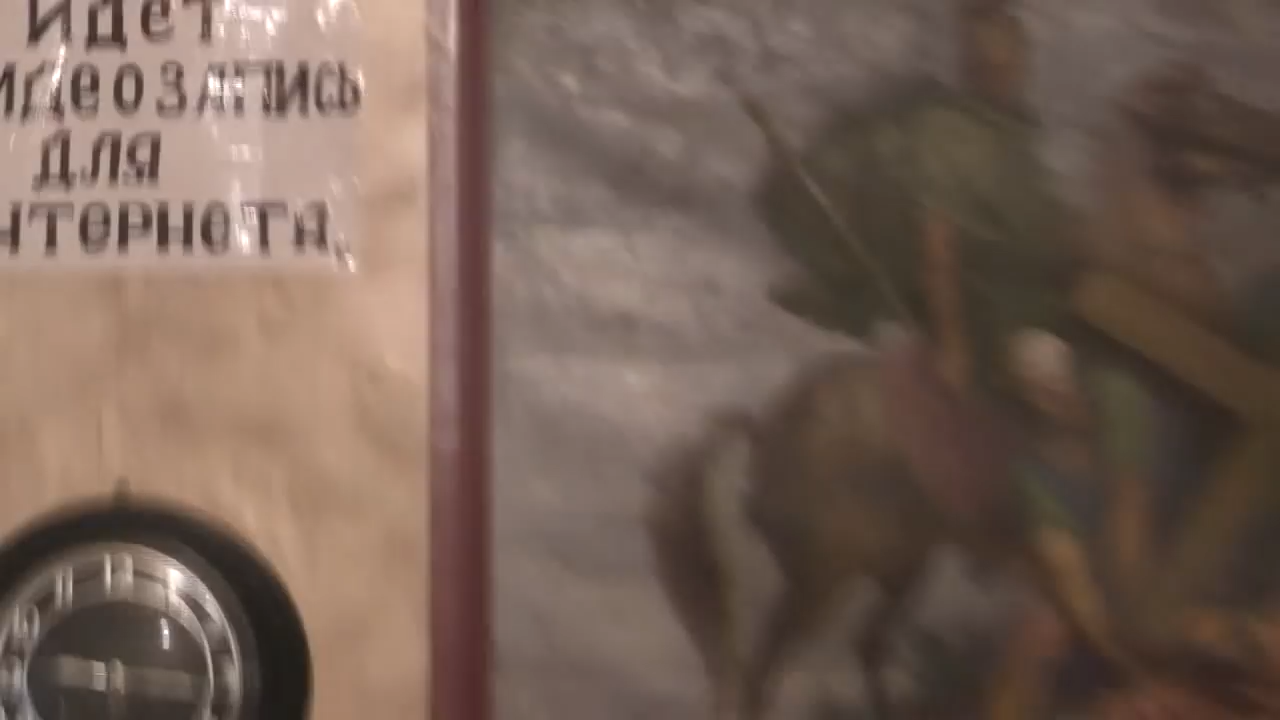 идет
идеозапись
для
нтернета.